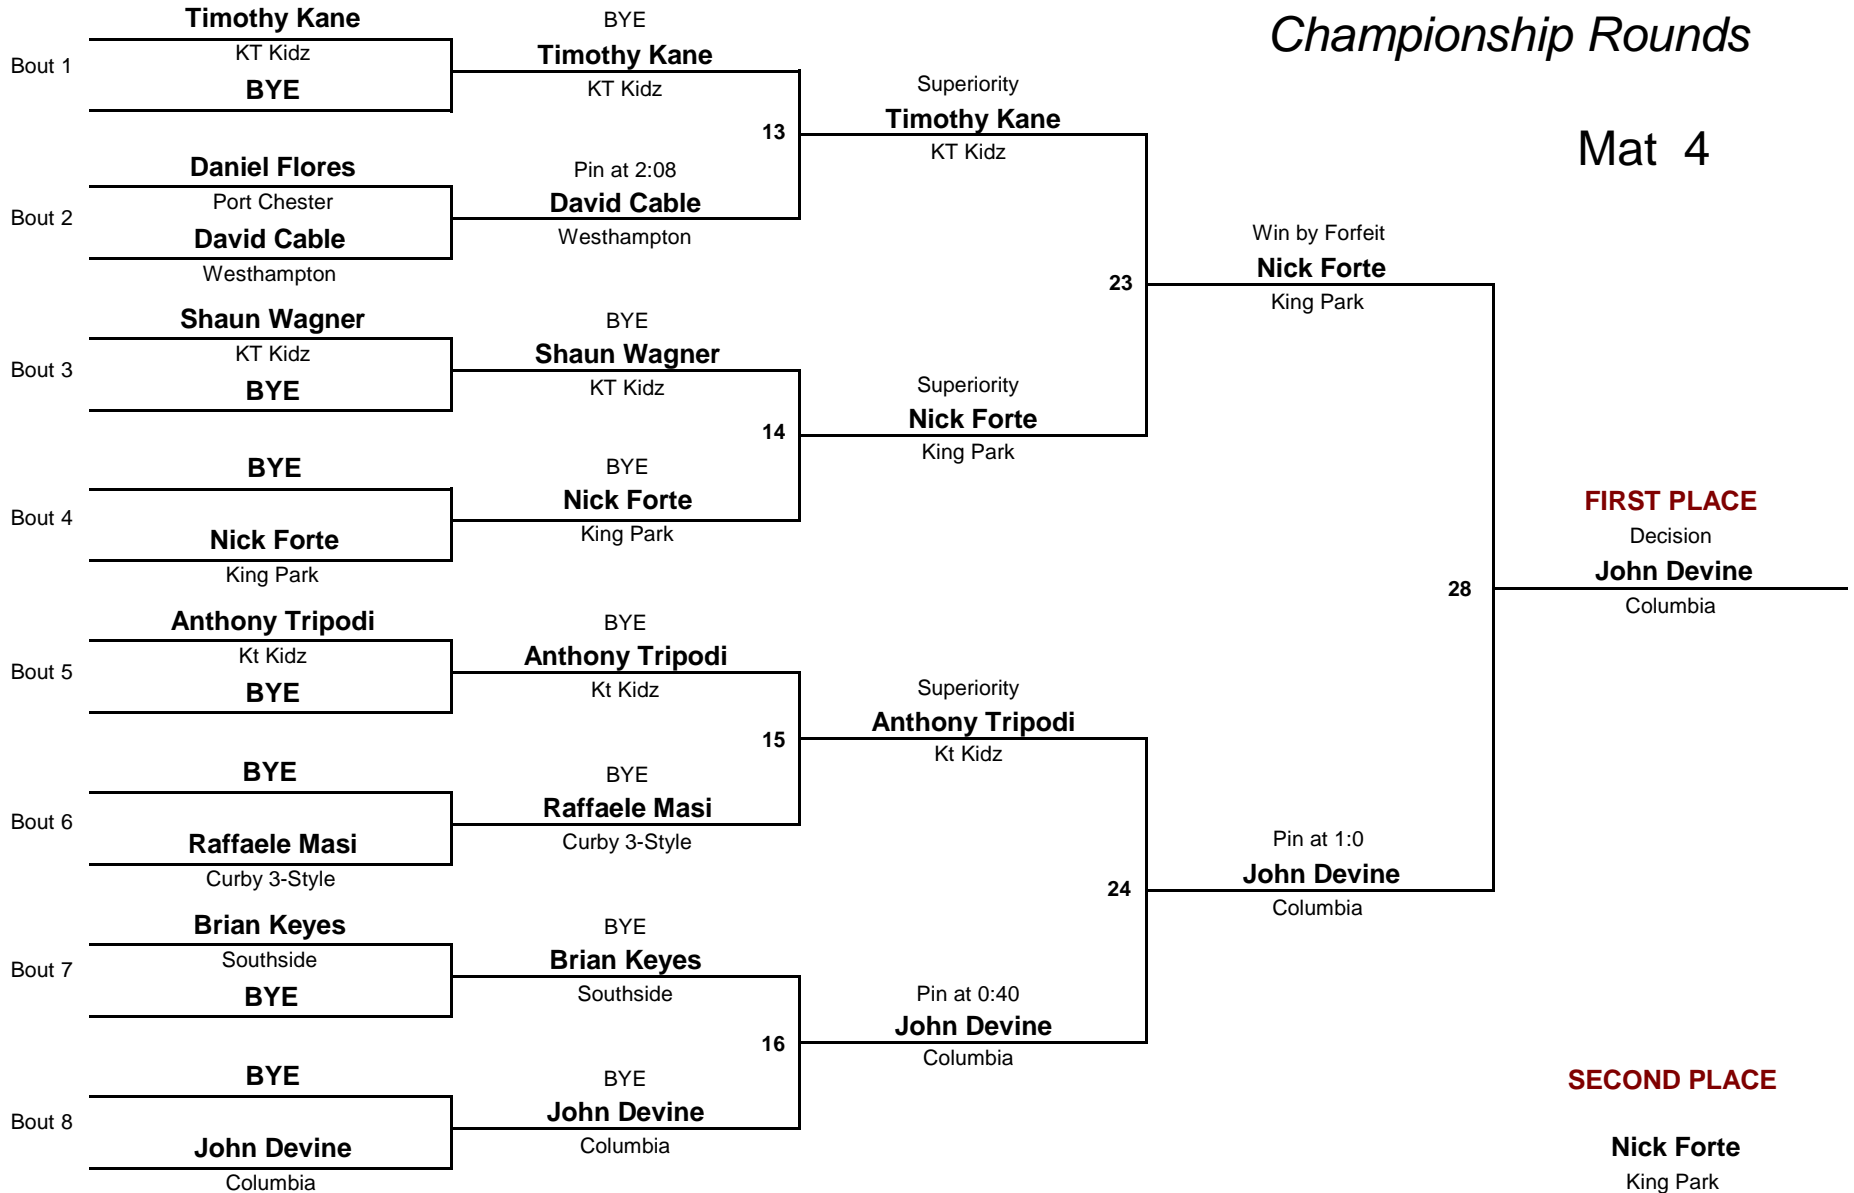 Championship Rounds
Mat 4
Bout 1
Timothy Kane
KT Kidz
BYE
Bout 2
Daniel Flores
Port Chester
David Cable
Westhampton
Bout 3
Shaun Wagner
KT Kidz
BYE
Bout 4
BYE
Nick Forte
King Park
Bout 5
Anthony Tripodi
Kt Kidz
BYE
Bout 6
BYE
Raffaele Masi
Curby 3-Style
Bout 7
Brian Keyes
Southside
BYE
Bout 8
BYE
John Devine
Columbia
BYE
Timothy Kane
KT Kidz
13
Pin at 2:08
David Cable
Westhampton
BYE
Shaun Wagner
KT Kidz
14
BYE
Nick Forte
King Park
BYE
Anthony Tripodi
Kt Kidz
15
BYE
Raffaele Masi
Curby 3-Style
BYE
Brian Keyes
Southside
16
BYE
John Devine
Columbia
Superiority
Timothy Kane
KT Kidz
23
Superiority
Nick Forte
King Park
Superiority
Anthony Tripodi
Kt Kidz
24
Pin at 0:40
John Devine
Columbia
Win by Forfeit
Nick Forte
King Park
28
Pin at 1:0
John Devine
Columbia
FIRST PLACE
Decision
John Devine
Columbia
SECOND PLACE
Nick Forte
King Park